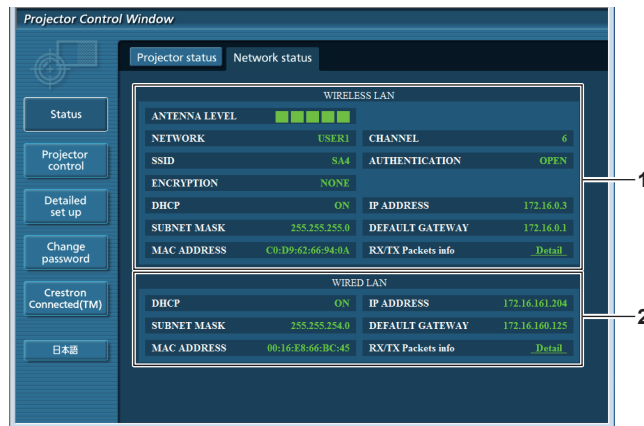 Projector Control Window
Projector status Network status
Status
Projector control
Detailed set up
Change password
Crestron Connected(TM)
日本語
WIRELESS LAN
ANTENNA LEVEL
NETWORK USER1 CHANNEL 6
SSID SA4 AUTHENTICATION OPEN
ENCRYPTION NONE
DHCP ON IP ADDRESS 172.16.0.3
SUBNET MASK 255.255.255.0 DEFAULT GATEWAY 172.16.0.1
MAC ADDRESS C0:D9:62:66:94:0A RX/TX Packets info Detail
1
WIRED LAN
DHCP ON IP ADDRESS 172.16.161.204
SUBNET MASK 255.255.254.0 DEFAULT GATEWAY 172.16.160.125
MAC ADDRESS 00:16:E8:66:BC:45 RX/TX Packets info Detail
2